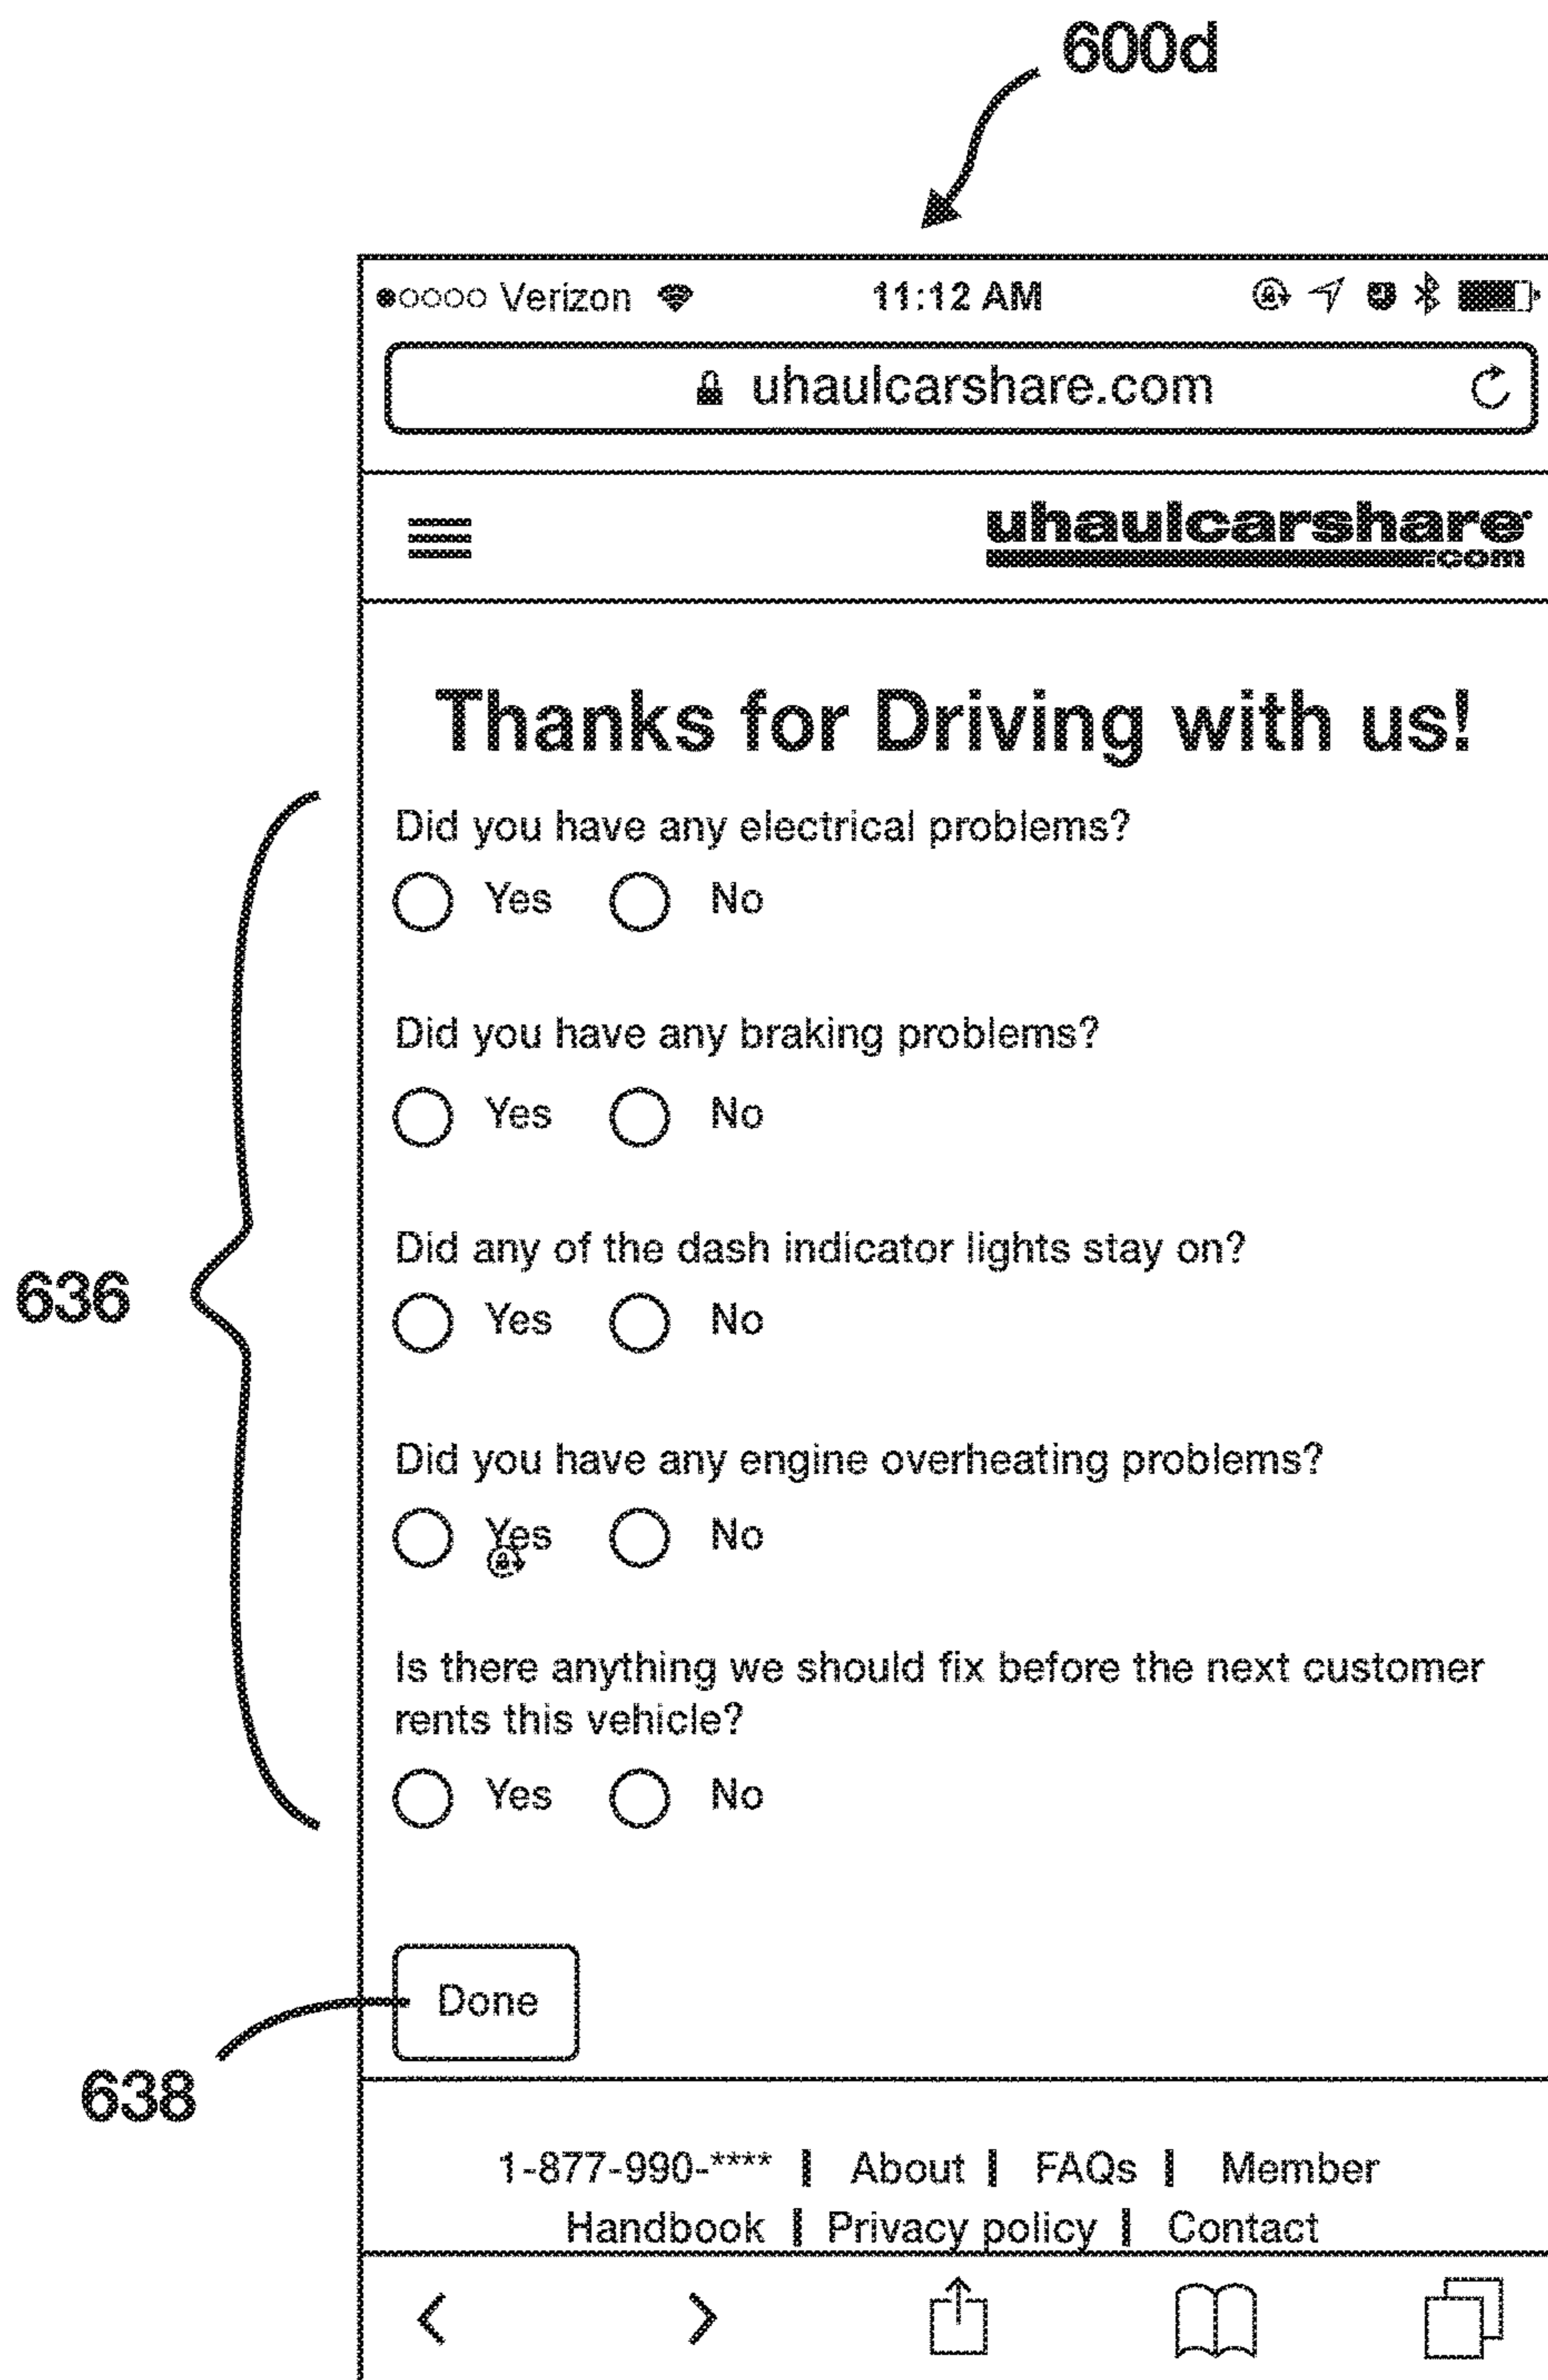 600d
Verizon 11:12 AM
uhaulcarshare.com
uhaulcarshare
.com
Thanks for Driving with us!
Did you have any electrical problems?
Yes No
Did you have any braking problems?
Yes No
636
Did any of the dash indicator lights stay on?
Yes No
Did you have any engine overheating problems?
Yes No
Is there anything we should fix before the next customer
rents this vehicle?
Yes No
Done
638
1-877-990-**** | About | FAQs | Member
Handbook | Privacy policy | Contact